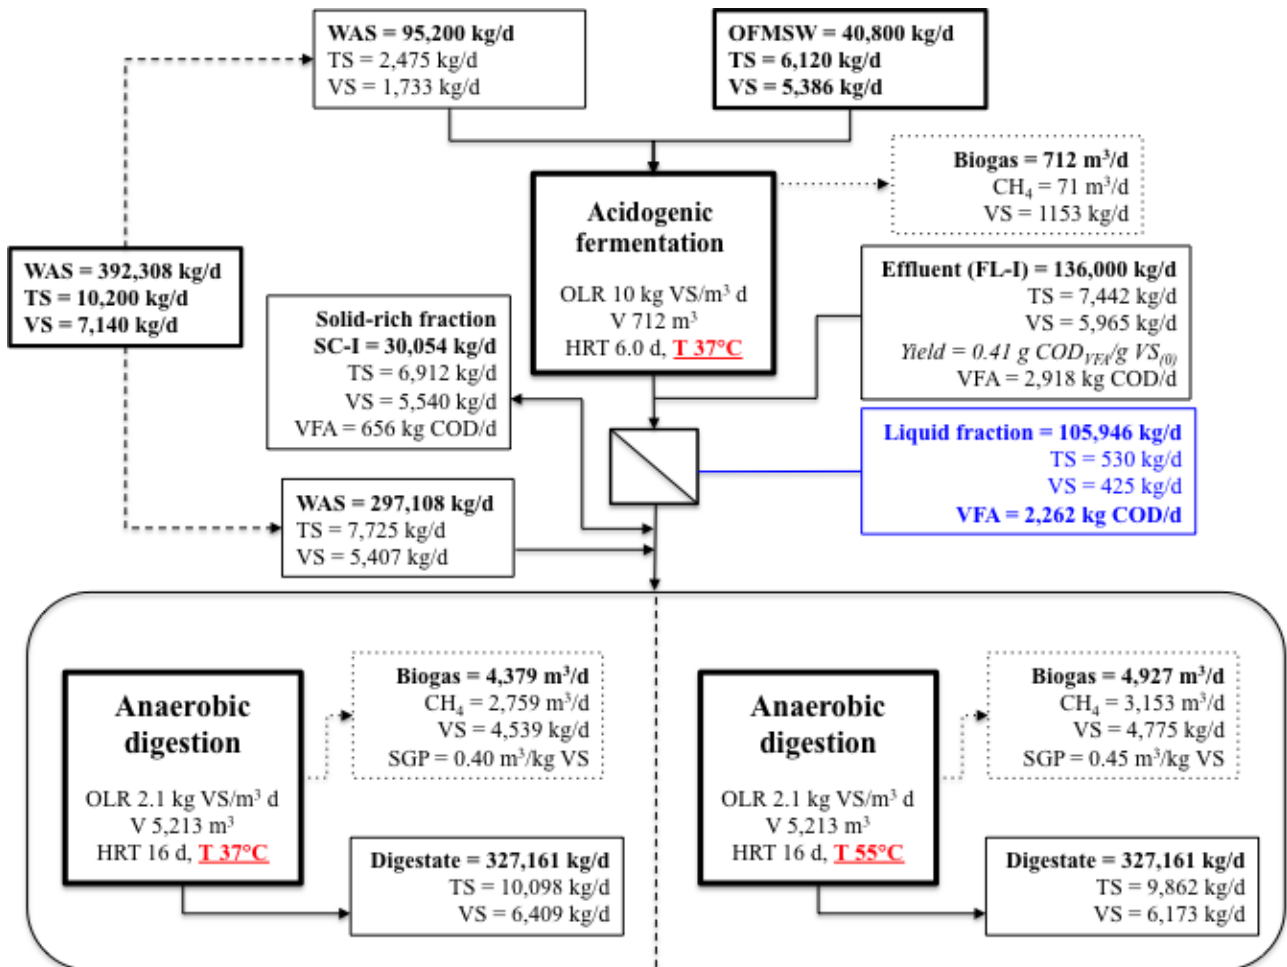 WAS = 95,200 kg/d
TS = 2,475 kg/d
VS = 1,733 kg/d
OFMSW = 40,800 kg/d
TS = 6,120 kg/d
VS = 5,386 kg/d
Biogas = 712 m³/d
CH₄ = 71 m³/d
VS = 1153 kg/d
Acidogenic
fermentation
OLR 10 kg VS/m³ d
V 712 m³
HRT 6.0 d, T 37°C
WAS = 392,308 kg/d
TS = 10,200 kg/d
VS = 7,140 kg/d
Effluent (FL-I) = 136,000 kg/d
TS = 7,442 kg/d
VS = 5,965 kg/d
Yield = 0.41 g COD_VFA/g VS_(0)
VFA = 2,918 kg COD/d
Solid-rich fraction
SC-I = 30,054 kg/d
TS = 6,912 kg/d
VS = 5,540 kg/d
VFA = 656 kg COD/d
Liquid fraction = 105,946 kg/d
TS = 530 kg/d
VS = 425 kg/d
VFA = 2,262 kg COD/d
WAS = 297,108 kg/d
TS = 7,725 kg/d
VS = 5,407 kg/d
Anaerobic
digestion
OLR 2.1 kg VS/m³ d
V 5,213 m³
HRT 16 d, T 37°C
Biogas = 4,379 m³/d
CH₄ = 2,759 m³/d
VS = 4,539 kg/d
SGP = 0.40 m³/kg VS
Digestate = 327,161 kg/d
TS = 10,098 kg/d
VS = 6,409 kg/d
Anaerobic
digestion
OLR 2.1 kg VS/m³ d
V 5,213 m³
HRT 16 d, T 55°C
Biogas = 4,927 m³/d
CH₄ = 3,153 m³/d
VS = 4,775 kg/d
SGP = 0.45 m³/kg VS
Digestate = 327,161 kg/d
TS = 9,862 kg/d
VS = 6,173 kg/d